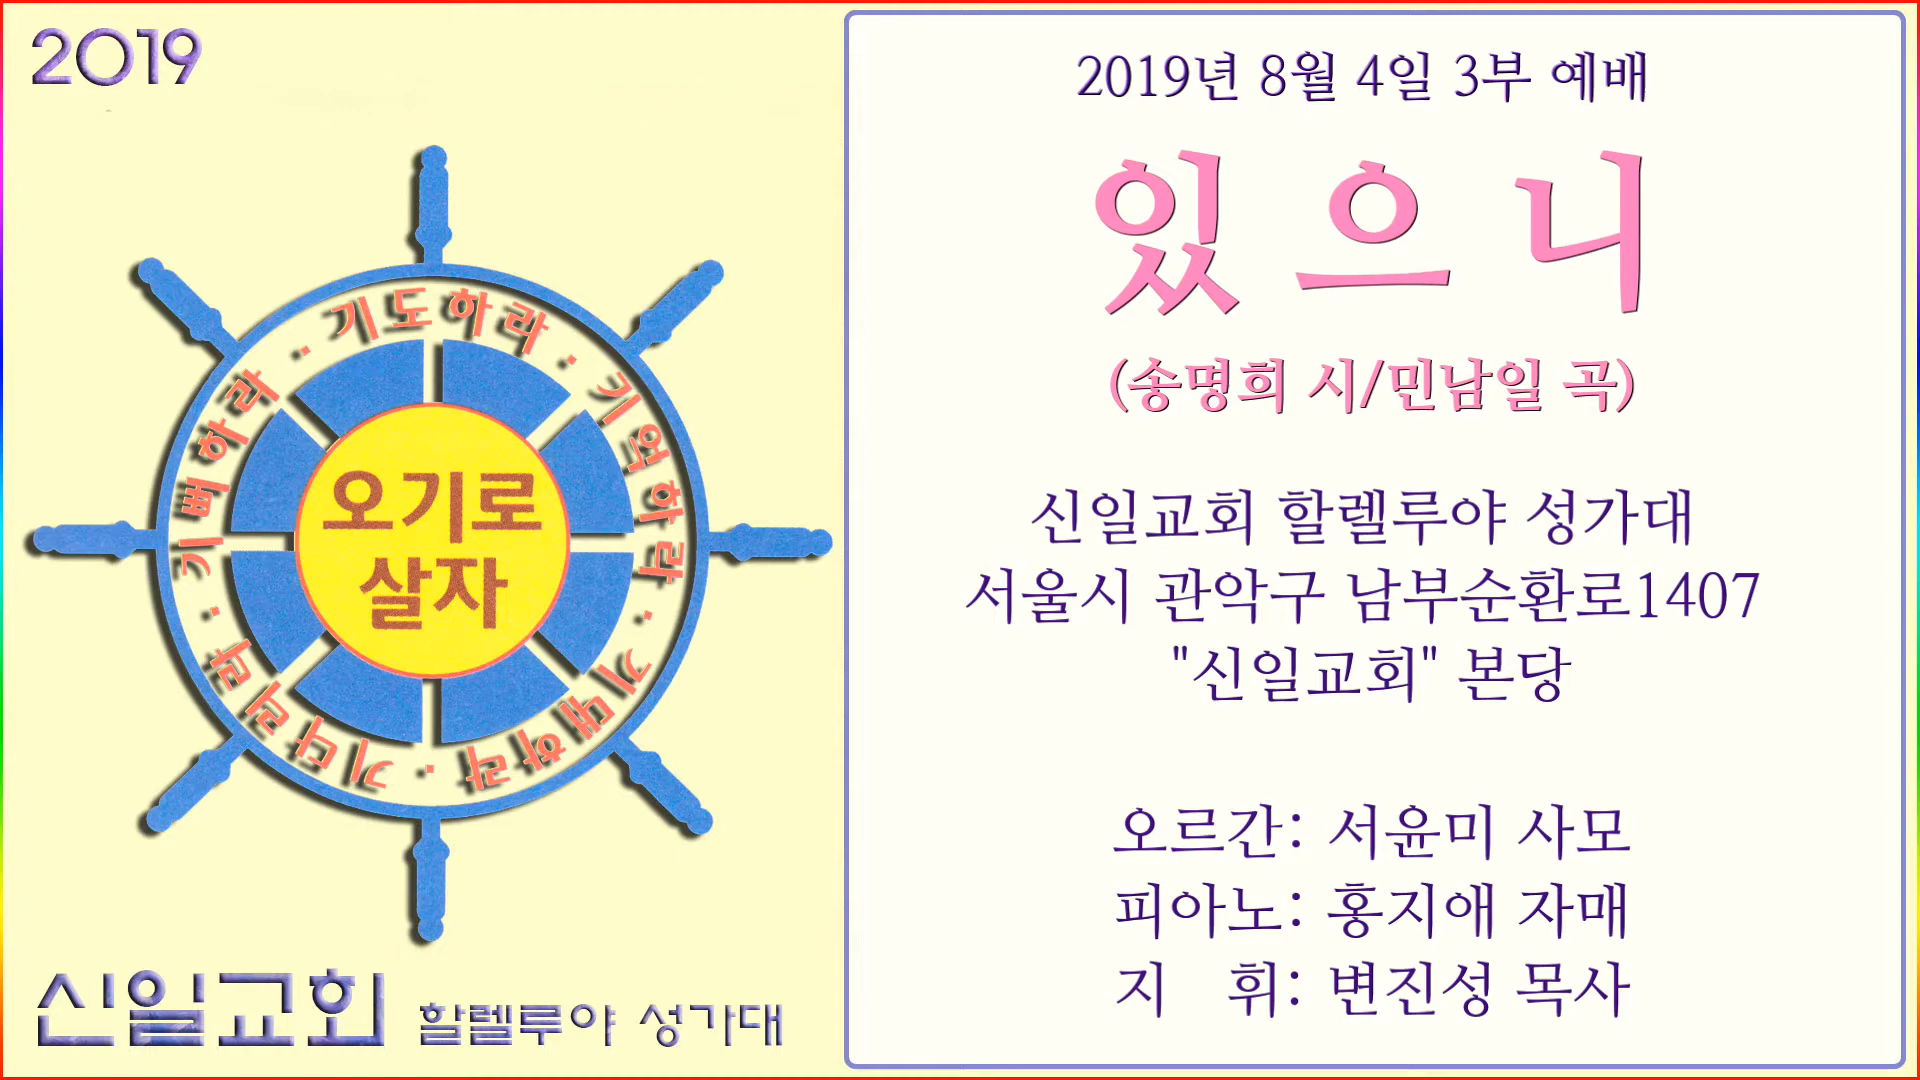 2019
기도하라 · 기억하라 · 기대하라 · 기다리라 · 기뻐하라 ·
오기로
살자
신일교회 할렐루야 성가대
2019년 8월 4일 3부 예배
있으니
(송명희 시/민남일 곡)
신일교회 할렐루야 성가대
서울시 관악구 남부순환로1407
"신일교회" 본당
오르간: 서윤미 사모
피아노: 홍지애 자매
지 휘: 변진성 목사